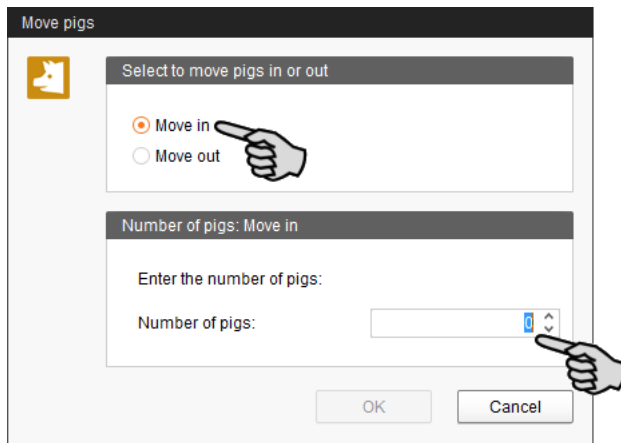 Move pigs
Select to move pigs in or out
Move in
Move out
Number of pigs: Move in
Enter the number of pigs:
Number of pigs: 0
OK Cancel